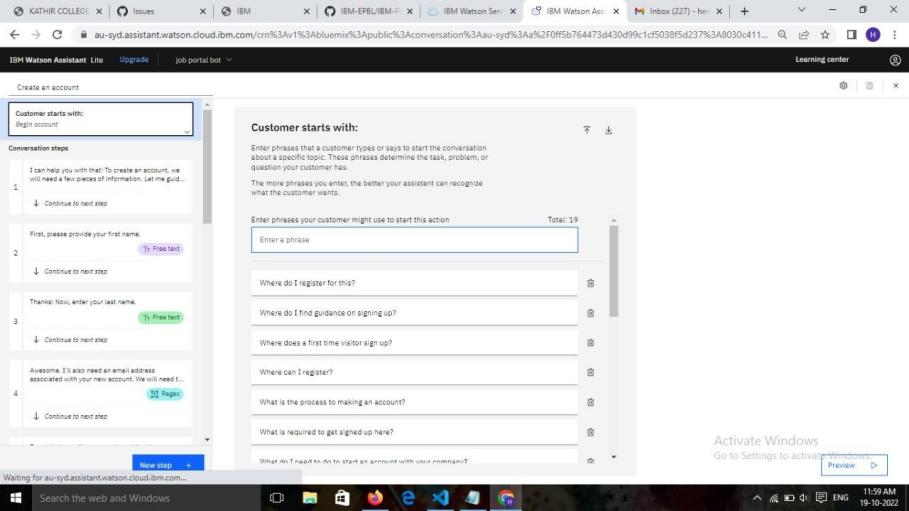 KATHIR COLLEGE
Issues
IBM
IBM-EPBL/IBM-
IBM Watson Serv
IBM Watson Ass
Inbox (227) - he
au-syd.assistant.watson.cloud.ibm.com/crn%3Av1%3Abluemix%3Apublic%3Aconversation%3Aau-syd%3Aa%2F0ff5b764473d430d99c1cf5038f5d237%3A8030c411...
H
IBM Watson Assistant Lite
Upgrade
job portal bot
Learning center
Create an account
Customer starts with:
Begin account
Conversation steps
1
I can help you with that! To create an account, we
will need a few pieces of information. Let me guid...
Continue to next step
2
First, please provide your first name.
Free text
Continue to next step
3
Thanks! Now, enter your last name.
Free text
Continue to next step
4
Awesome. I'll also need an email address
associated with your new account. We will need t...
Regex
Continue to next step
New step +
Waiting for au-syd.assistant.watson.cloud.ibm.com...
Customer starts with:
Enter phrases that a customer types or says to start the conversation
about a specific topic. These phrases determine the task, problem, or
question your customer has.
The more phrases you enter, the better your assistant can recognize
what the customer wants.
Enter phrases your customer might use to start this action
Total: 19
Enter a phrase
Where do I register for this?
Where do I find guidance on signing up?
Where does a first time visitor sign up?
Where can I register?
What is the process to making an account?
What is required to get signed up here?
What do I need to do to start an account with your company?
Activate Windows
Go to Settings to activate Windows.
Preview
Search the web and Windows
ENG
11:59 AM
19-10-2022